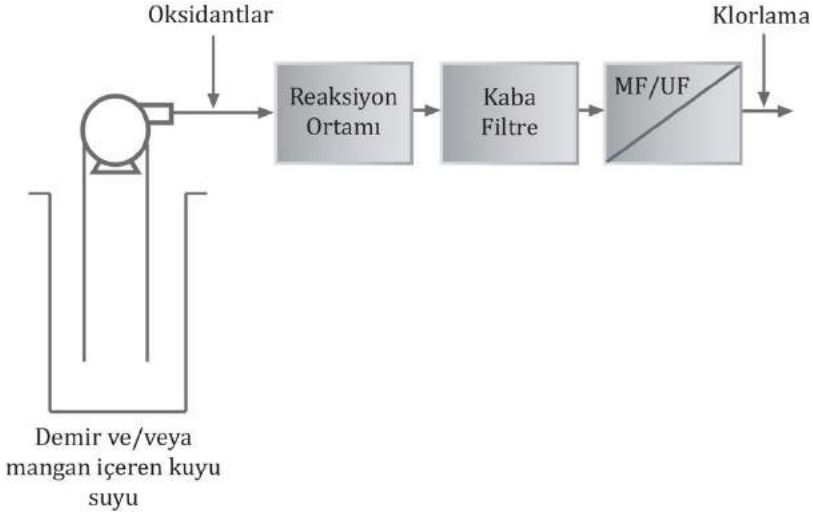 Oksidantlar
Klorlama
Reaksiyon
Ortamı
Kaba
Filtre
MF/UF
Demir ve/veya
mangan içeren kuyu
suyu